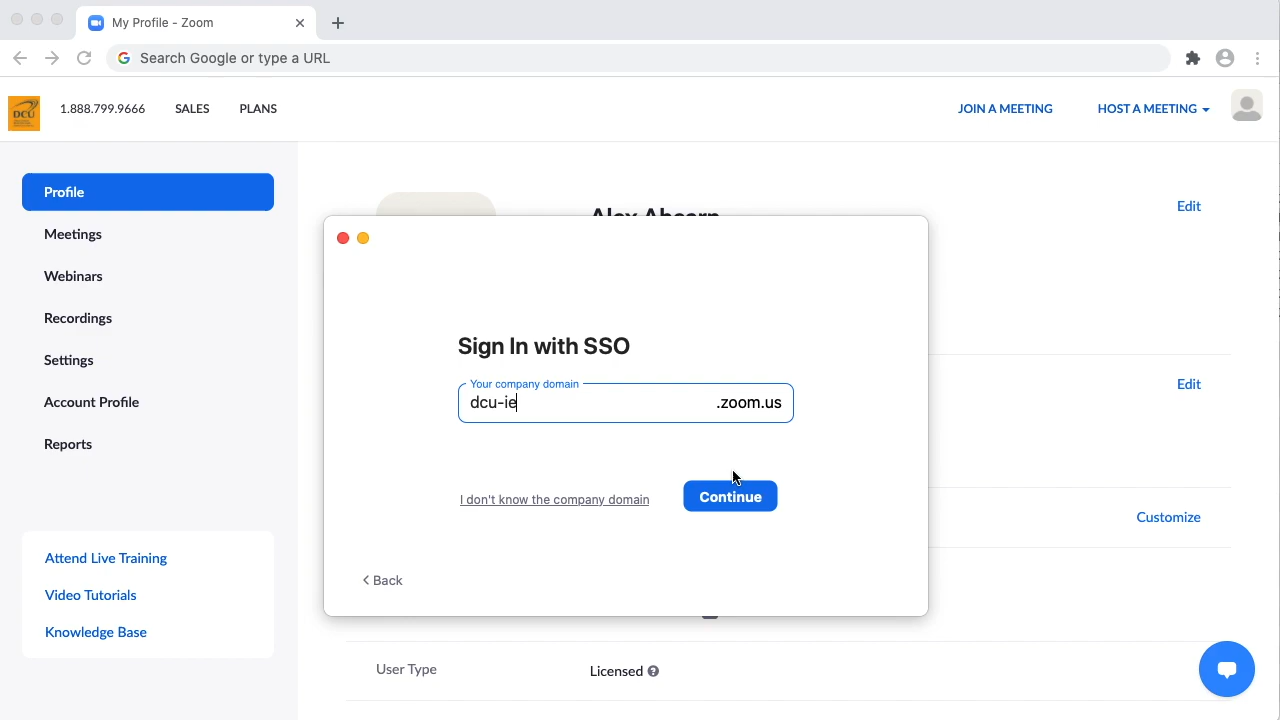 My Profile - Zoom
Search Google or type a URL
DCU
1.888.799.9666
SALES
PLANS
JOIN A MEETING
HOST A MEETING
Profile
Meetings
Webinars
Recordings
Settings
Account Profile
Reports
Attend Live Training
Video Tutorials
Knowledge Base
Edit
Sign In with SSO
Your company domain
dcu-ie .zoom.us
I don't know the company domain
Continue
< Back
Edit
Customize
User Type
Licensed